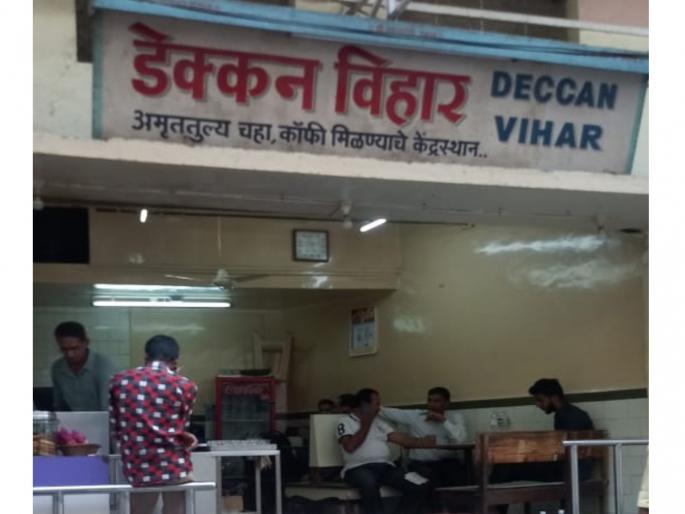 डेक्कन विहार
DECCAN
VIHAR
अमृततुल्य चहा, कॉफी मिळण्याचे केंद्रस्थान..